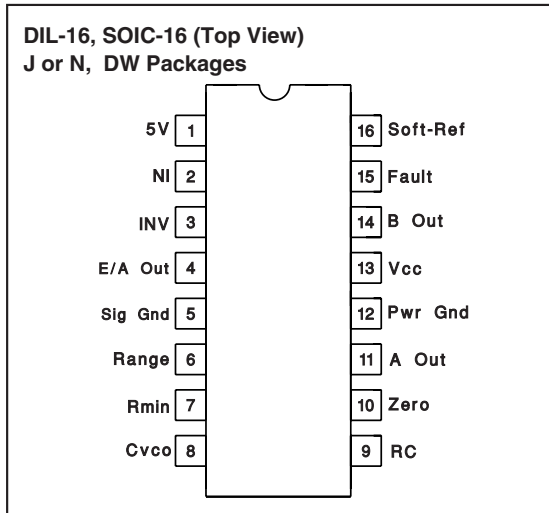 DIL-16, SOIC-16 (Top View)
J or N, DW Packages
5V 1 16 Soft-Ref
NI 2 15 Fault
INV 3 14 B Out
E/A Out 4 13 Vcc
Sig Gnd 5 12 Pwr Gnd
Range 6 11 A Out
Rmin 7 10 Zero
Cvco 8 9 RC